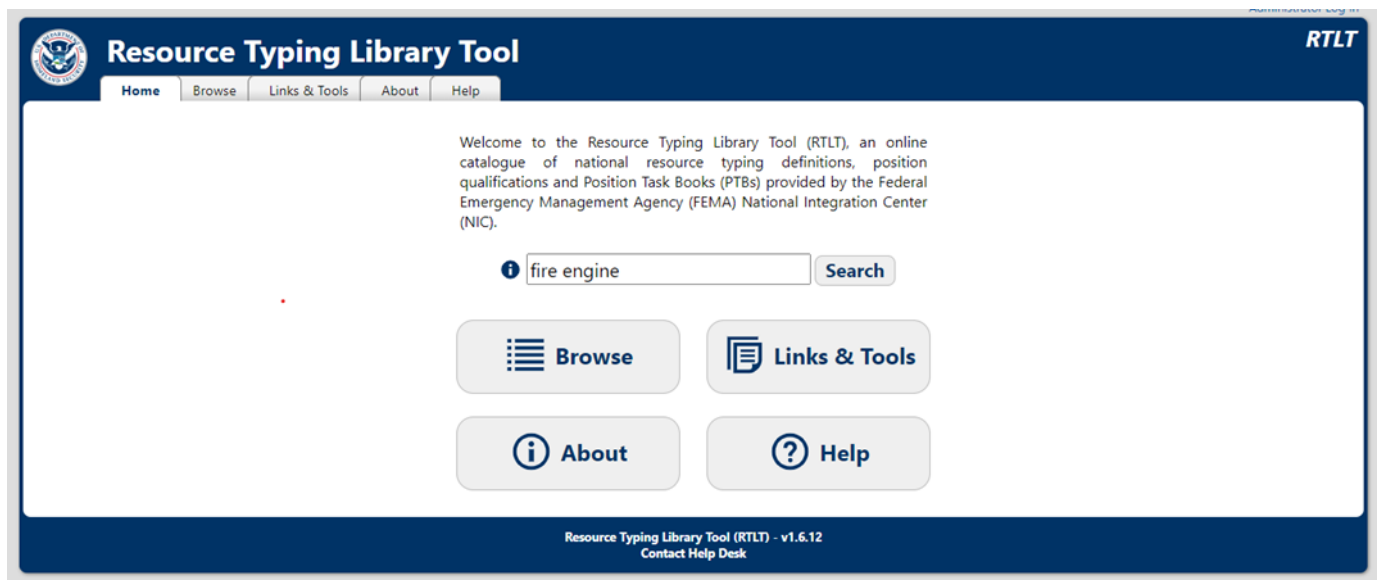 Administrator Log In
RTLT
Resource Typing Library Tool
Home Browse Links & Tools About Help
Welcome to the Resource Typing Library Tool (RTLT), an online
catalogue of national resource typing definitions, position
qualifications and Position Task Books (PTBs) provided by the Federal
Emergency Management Agency (FEMA) National Integration Center
(NIC).
fire engine Search
Browse Links & Tools
About Help
Resource Typing Library Tool (RTLT) - v1.6.12
Contact Help Desk